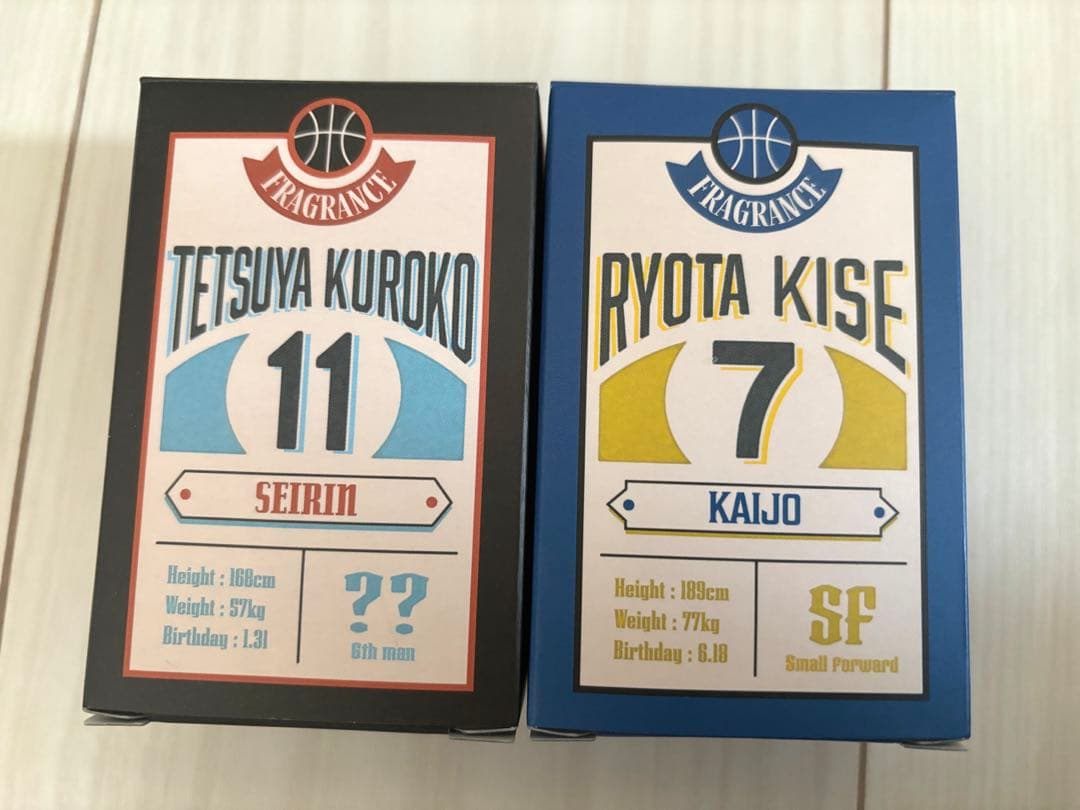 FRAGRANCE
TETSUYA KUROKO
11
SEIRIN
Height : 168cm
Weight : 57kg
Birthday : 1.31
??
6th man
FRAGRANCE
RYOTA KISE
7
KAIJO
Height : 189cm
Weight : 77kg
Birthday : 6.18
SF
Small Forward